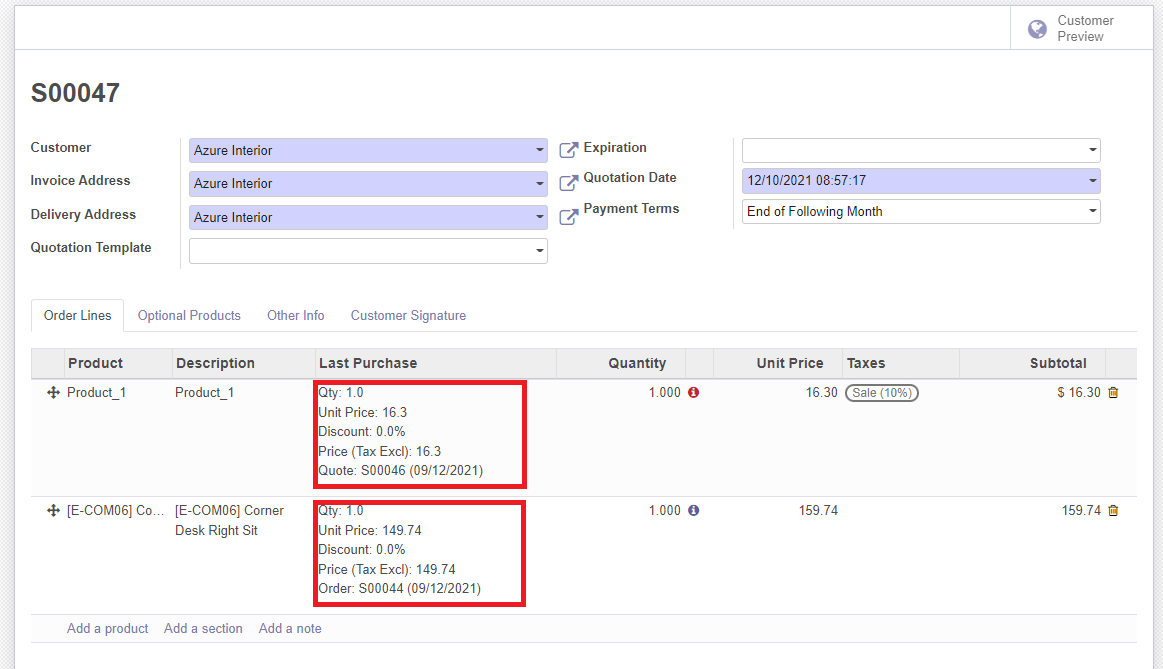 Customer
Preview
S00047
Customer
Azure Interior
Expiration
Invoice Address
Azure Interior
Quotation Date
12/10/2021 08:57:17
Delivery Address
Azure Interior
Payment Terms
End of Following Month
Quotation Template
Order Lines
Optional Products
Other Info
Customer Signature
Product
Description
Last Purchase
Quantity
Unit Price
Taxes
Subtotal
Product_1
Product_1
Qty: 1.0
Unit Price: 16.3
Discount: 0.0%
Price (Tax Excl): 16.3
Quote: S00046 (09/12/2021)
1.000
16.30
Sale (10%)
$ 16.30
[E-COM06] Co...
[E-COM06] Corner
Desk Right Sit
Qty: 1.0
Unit Price: 149.74
Discount: 0.0%
Price (Tax Excl): 149.74
Order: S00044 (09/12/2021)
1.000
159.74
159.74
Add a product
Add a section
Add a note